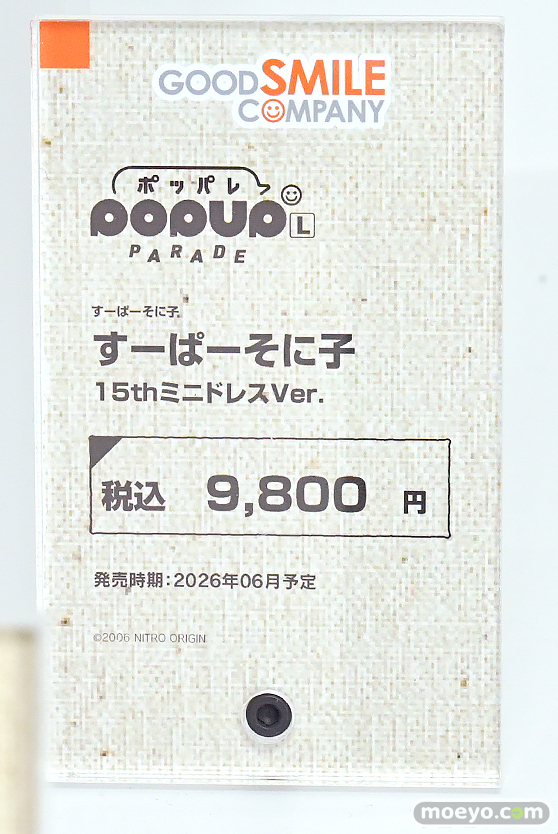 GOODSMILE
COMPANY
ポッパレ
POPUP L
PARADE
すーぱーそに子
すーぱーそに子
15thミニドレスVer.
税込 9,800 円
発売時期：2026年06月予定
©2006 NITRO ORIGIN
moeyo.com